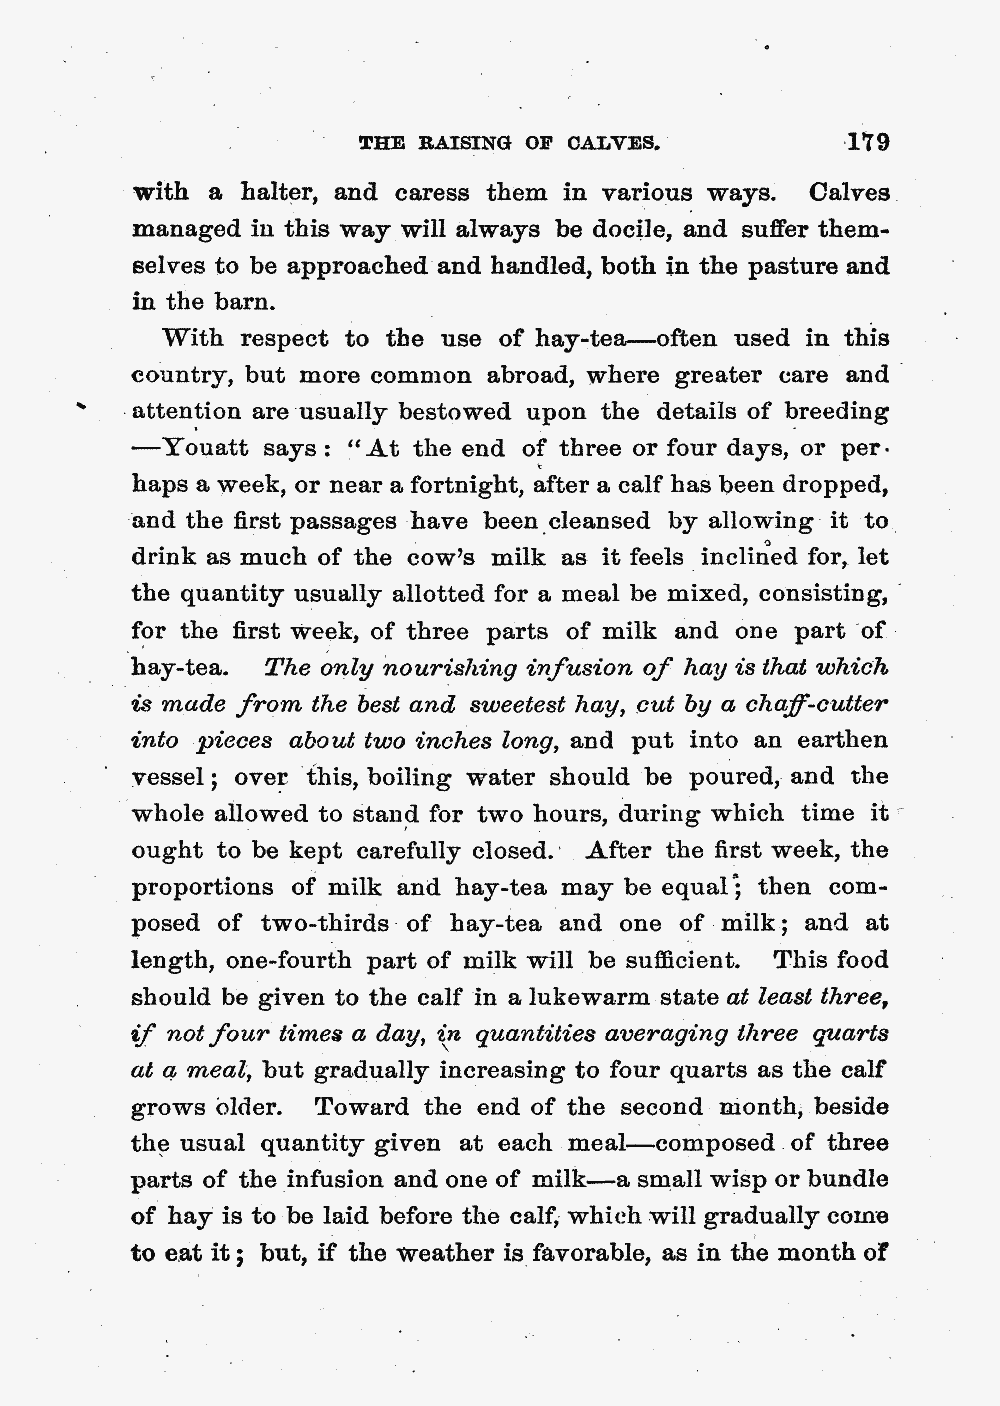 THE RAISING OF CALVES. 179
with a halter, and caress them in various ways. Calves
managed in this way will always be docile, and suffer them-
selves to be approached and handled, both in the pasture and
in the barn.
With respect to the use of hay-tea—often used in this
country, but more common abroad, where greater care and
attention are usually bestowed upon the details of breeding
—Youatt says: “At the end of three or four days, or per-
haps a week, or near a fortnight, after a calf has been dropped,
and the first passages have been cleansed by allowing it to
drink as much of the cow’s milk as it feels inclined for, let
the quantity usually allotted for a meal be mixed, consisting,
for the first week, of three parts of milk and one part of
hay-tea. The only nourishing infusion of hay is that which
is made from the best and sweetest hay, cut by a chaff-cutter
into pieces about two inches long, and put into an earthen
vessel; over this, boiling water should be poured, and the
whole allowed to stand for two hours, during which time it
ought to be kept carefully closed. After the first week, the
proportions of milk and hay-tea may be equal; then com-
posed of two-thirds of hay-tea and one of milk; and at
length, one-fourth part of milk will be sufficient. This food
should be given to the calf in a lukewarm state at least three,
if not four times a day, in quantities averaging three quarts
at a meal, but gradually increasing to four quarts as the calf
grows older. Toward the end of the second month, beside
the usual quantity given at each meal—composed of three
parts of the infusion and one of milk—a small wisp or bundle
of hay is to be laid before the calf, which will gradually come
to eat it; but, if the weather is favorable, as in the month of